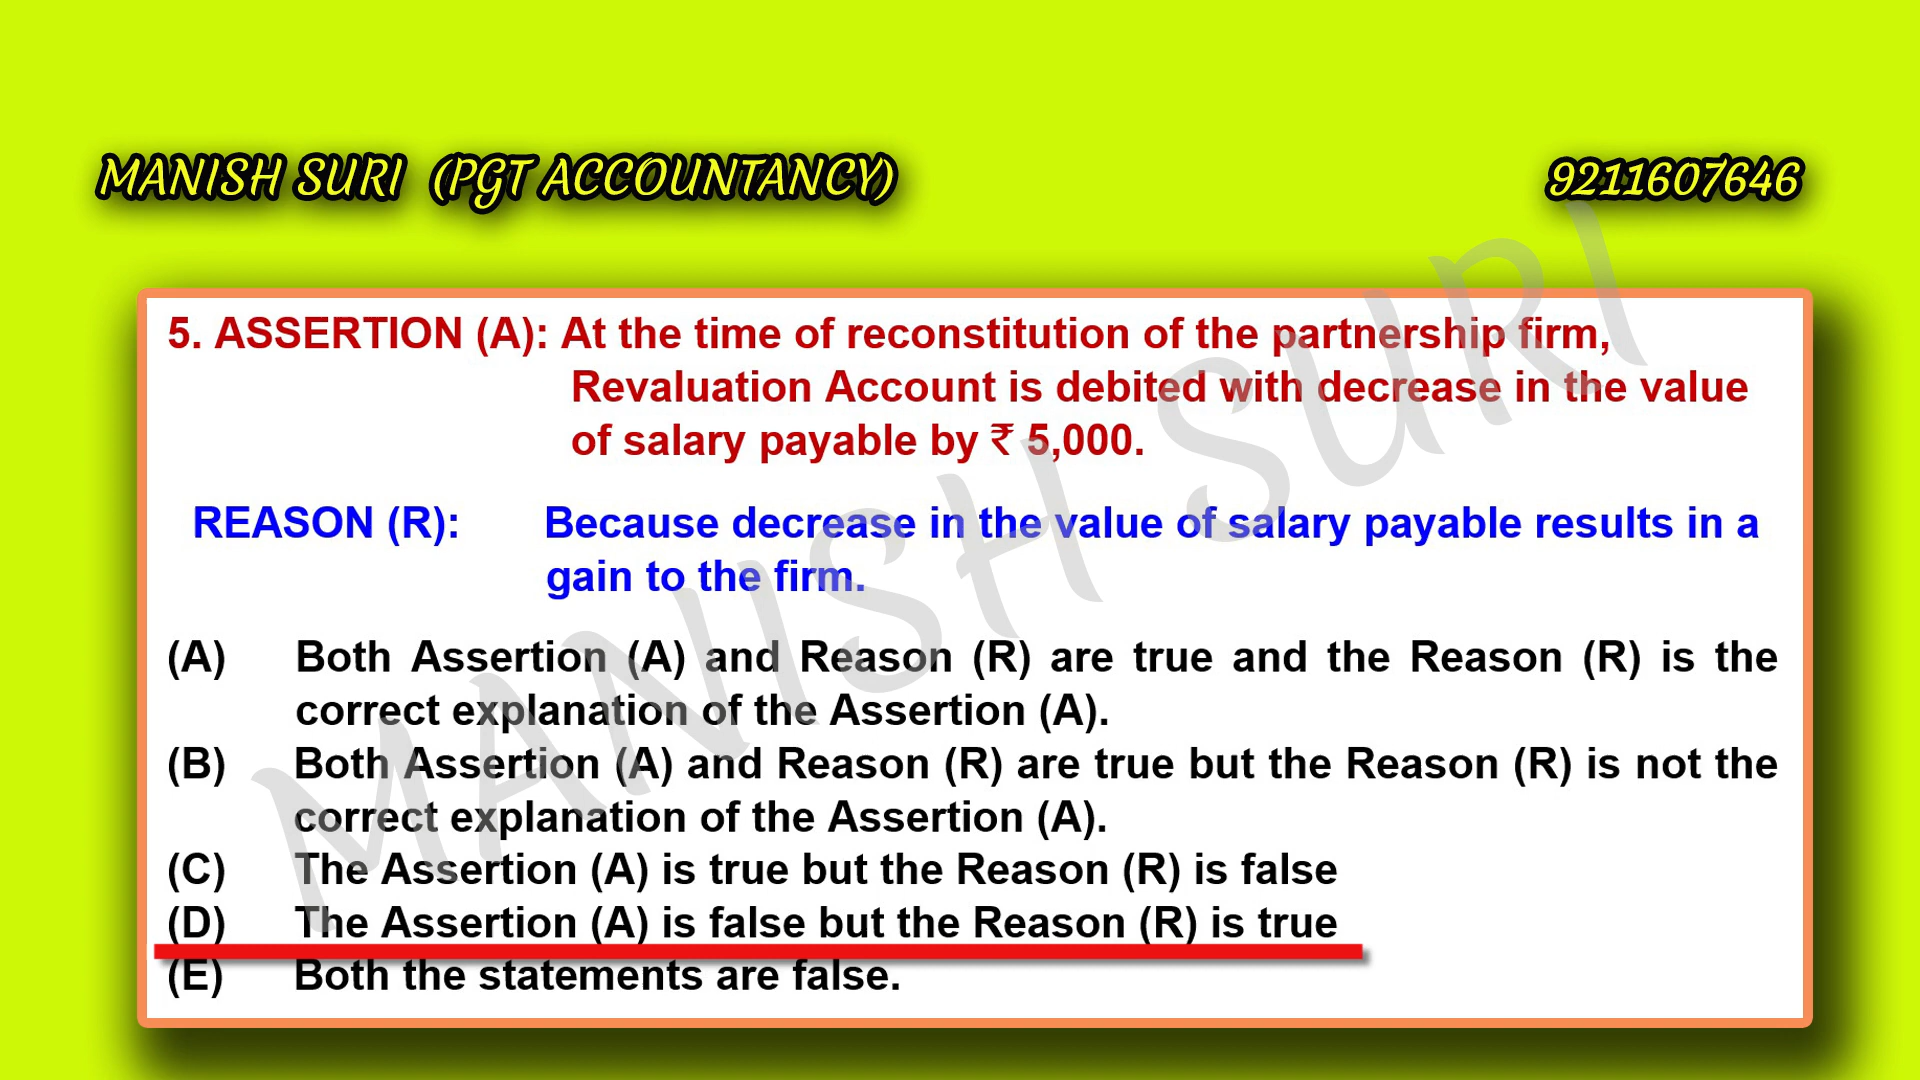 MANISH SURI (PGT ACCOUNTANCY) 9211607646
5. ASSERTION (A): At the time of reconstitution of the partnership firm,
Revaluation Account is debited with decrease in the value
of salary payable by ₹ 5,000.
REASON (R): Because decrease in the value of salary payable results in a
gain to the firm.
(A) Both Assertion (A) and Reason (R) are true and the Reason (R) is the
correct explanation of the Assertion (A).
(B) Both Assertion (A) and Reason (R) are true but the Reason (R) is not the
correct explanation of the Assertion (A).
(C) The Assertion (A) is true but the Reason (R) is false
(D) The Assertion (A) is false but the Reason (R) is true
(E) Both the statements are false.
MANISH SURI